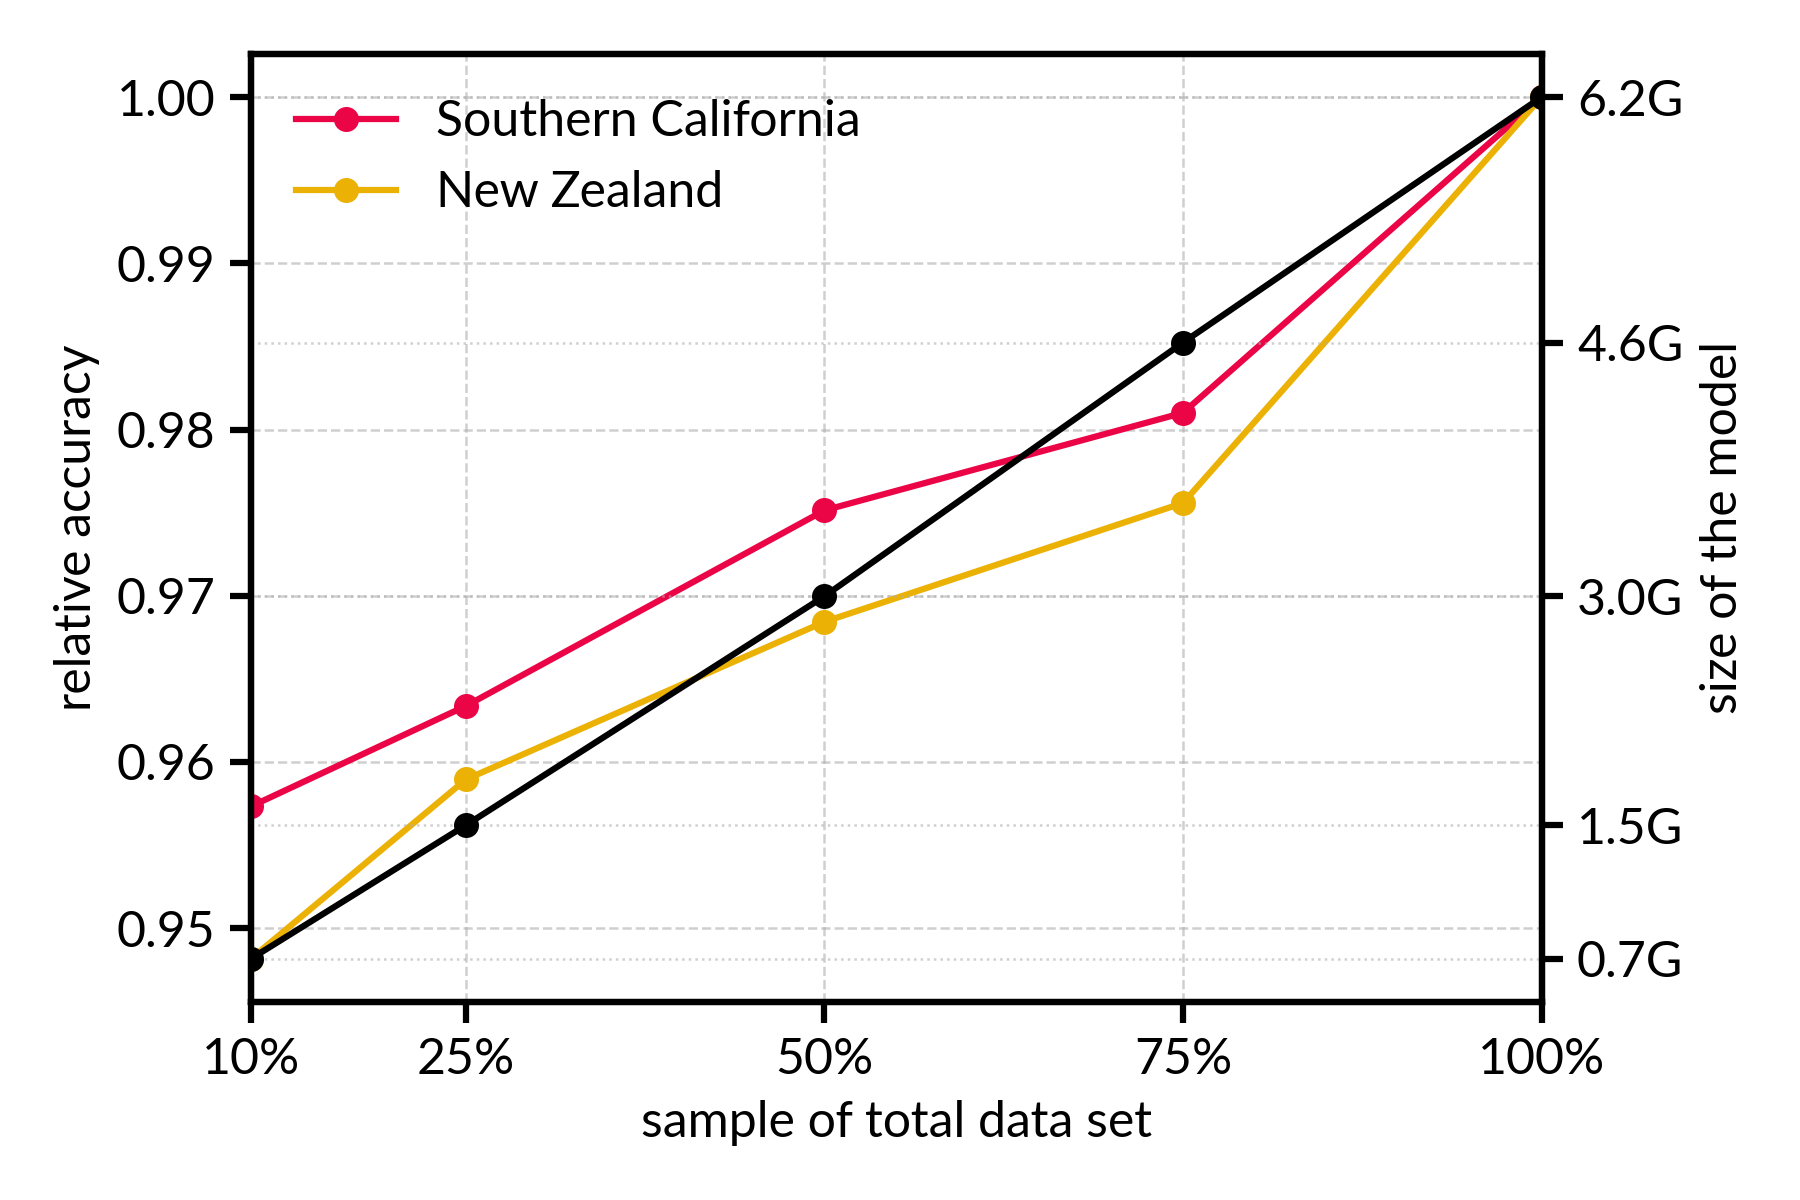 Southern California
New Zealand
1.00
0.99
0.98
0.97
0.96
0.95
relative accuracy
6.2G
4.6G
3.0G
1.5G
0.7G
size of the model
10% 25% 50% 75% 100%
sample of total data set